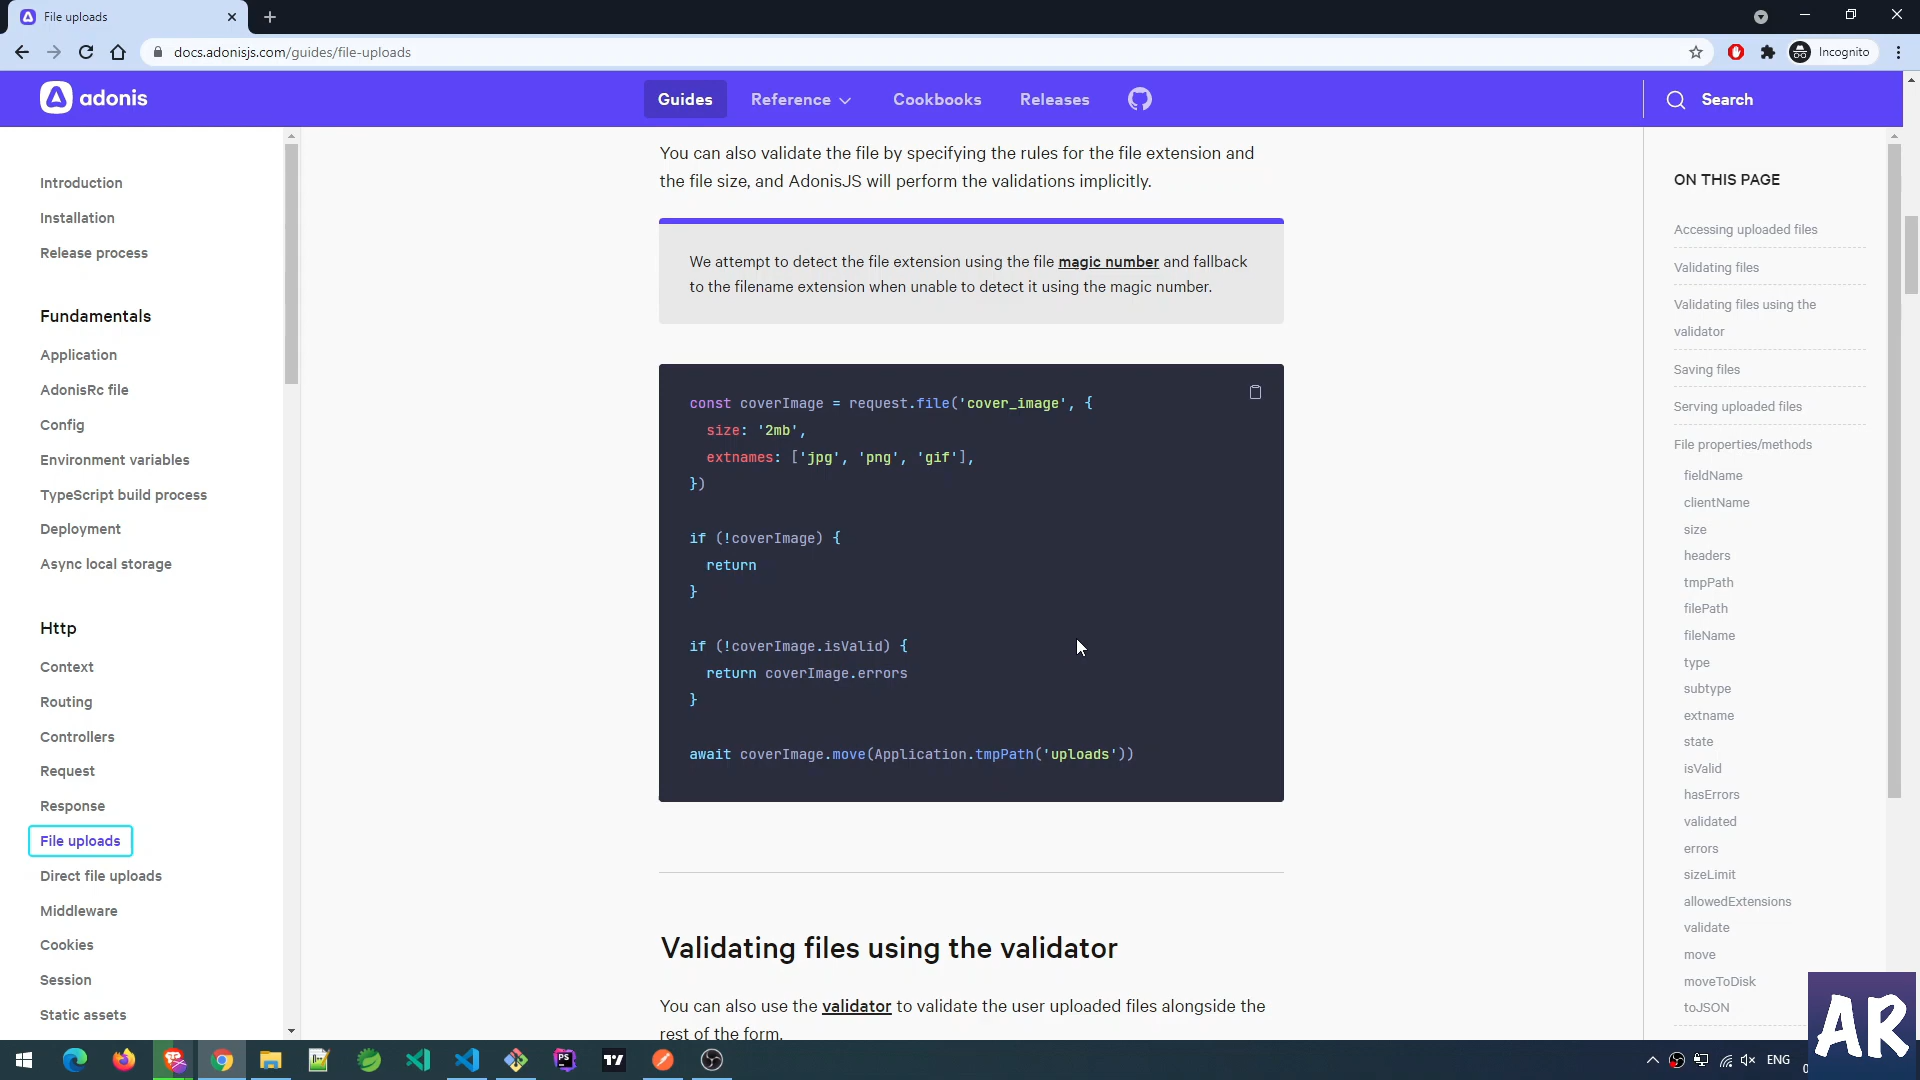 File uploads
docs.adonisjs.com/guides/file-uploads
Incognito
adonis
Guides
Reference
Cookbooks
Releases
Search
Introduction
Installation
Release process
Fundamentals
Application
AdonisRc file
Config
Environment variables
TypeScript build process
Deployment
Async local storage
Http
Context
Routing
Controllers
Request
Response
File uploads
Direct file uploads
Middleware
Cookies
Session
Static assets
You can also validate the file by specifying the rules for the file extension and
the file size, and AdonisJS will perform the validations implicitly.
We attempt to detect the file extension using the file magic number and fallback
to the filename extension when unable to detect it using the magic number.
const coverImage = request.file('cover_image', {
size: '2mb',
extnames: ['jpg', 'png', 'gif'],
})
if (!coverImage) {
return
}
if (!coverImage.isValid) {
return coverImage.errors
}
await coverImage.move(Application.tmpPath('uploads'))
Validating files using the validator
You can also use the validator to validate the user uploaded files alongside the
rest of the form.
ON THIS PAGE
Accessing uploaded files
Validating files
Validating files using the
validator
Saving files
Serving uploaded files
File properties/methods
fieldName
clientName
size
headers
tmpPath
filePath
fileName
type
subtype
extname
state
isValid
hasErrors
validated
errors
sizeLimit
allowedExtensions
validate
move
moveToDisk
toJSON
AR
PS
ENG